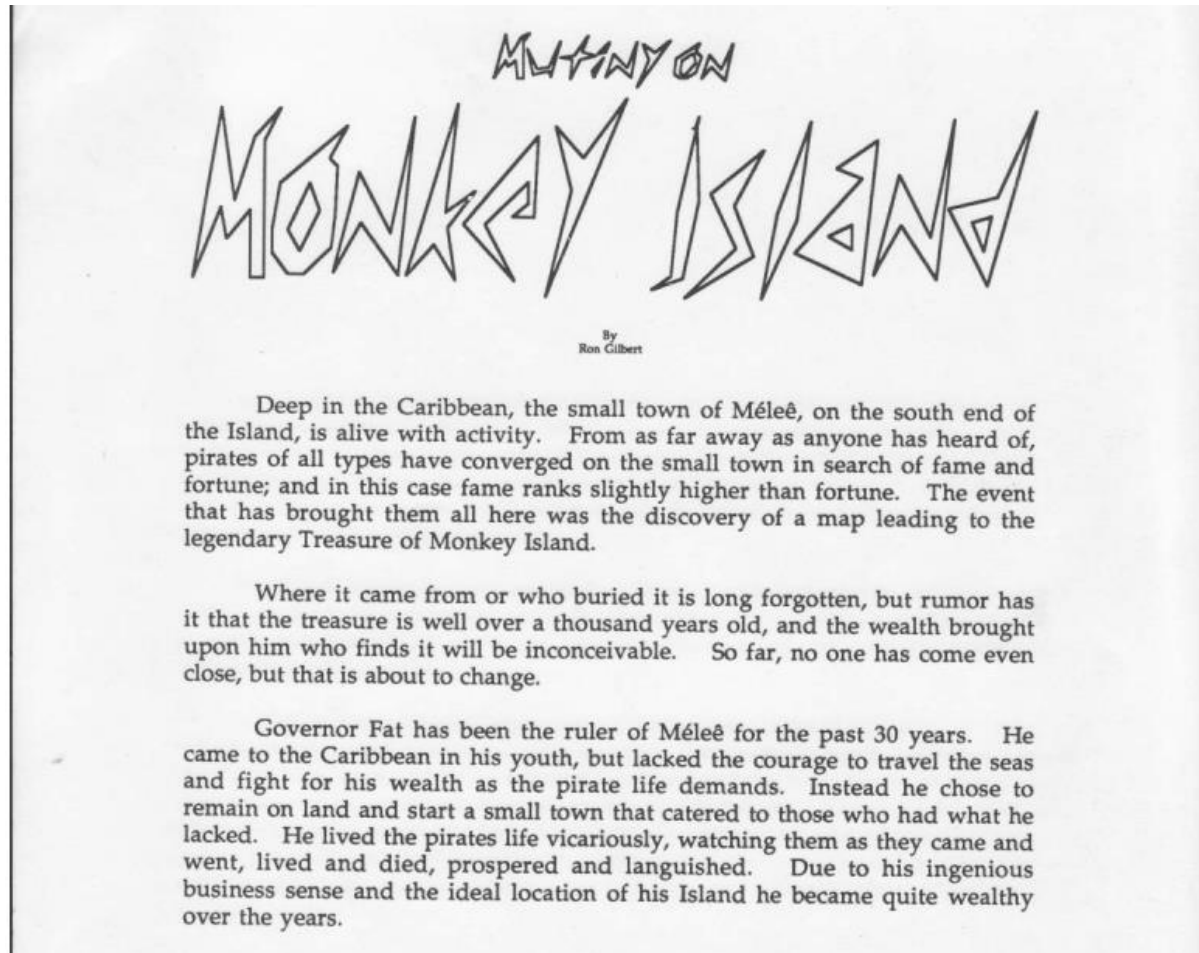 MUTINY ON
MONKEY ISLAND
By
Ron Gilbert
Deep in the Caribbean, the small town of Méleê, on the south end of
the Island, is alive with activity. From as far away as anyone has heard of,
pirates of all types have converged on the small town in search of fame and
fortune; and in this case fame ranks slightly higher than fortune. The event
that has brought them all here was the discovery of a map leading to the
legendary Treasure of Monkey Island.
Where it came from or who buried it is long forgotten, but rumor has
it that the treasure is well over a thousand years old, and the wealth brought
upon him who finds it will be inconceivable. So far, no one has come even
close, but that is about to change.
Governor Fat has been the ruler of Méleê for the past 30 years. He
came to the Caribbean in his youth, but lacked the courage to travel the seas
and fight for his wealth as the pirate life demands. Instead he chose to
remain on land and start a small town that catered to those who had what he
lacked. He lived the pirates life vicariously, watching them as they came and
went, lived and died, prospered and languished. Due to his ingenious
business sense and the ideal location of his Island he became quite wealthy
over the years.